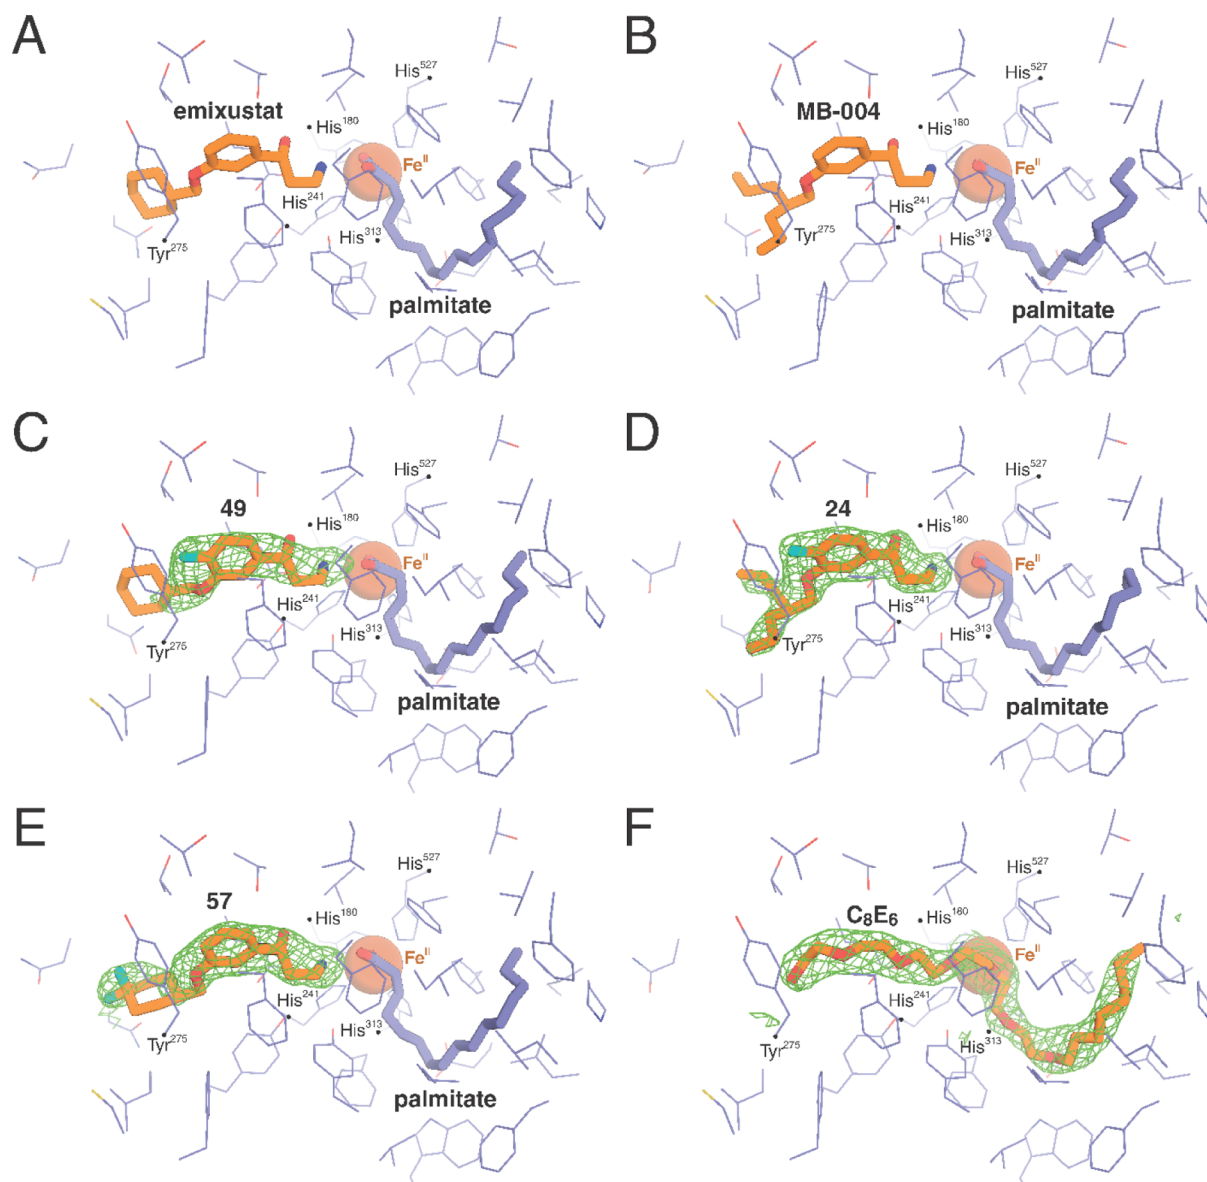 A
emixustat
His527
His180
FeII
His241
Tyr275
His313
palmitate
B
MB-004
His527
His180
FeII
His241
Tyr275
His313
palmitate
C
49
His527
His180
FeII
His241
Tyr275
His313
palmitate
D
24
His527
His180
FeII
His241
Tyr275
His313
palmitate
E
57
His527
His180
FeII
His241
Tyr275
His313
palmitate
F
C8E6
His527
His180
FeII
His241
Tyr275
His313